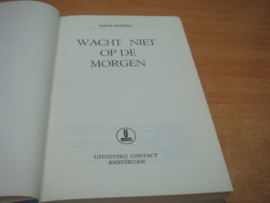 WACHT NIET
OP DE
MORGEN
UITGEVERIJ CONTACT
AMSTERDAM